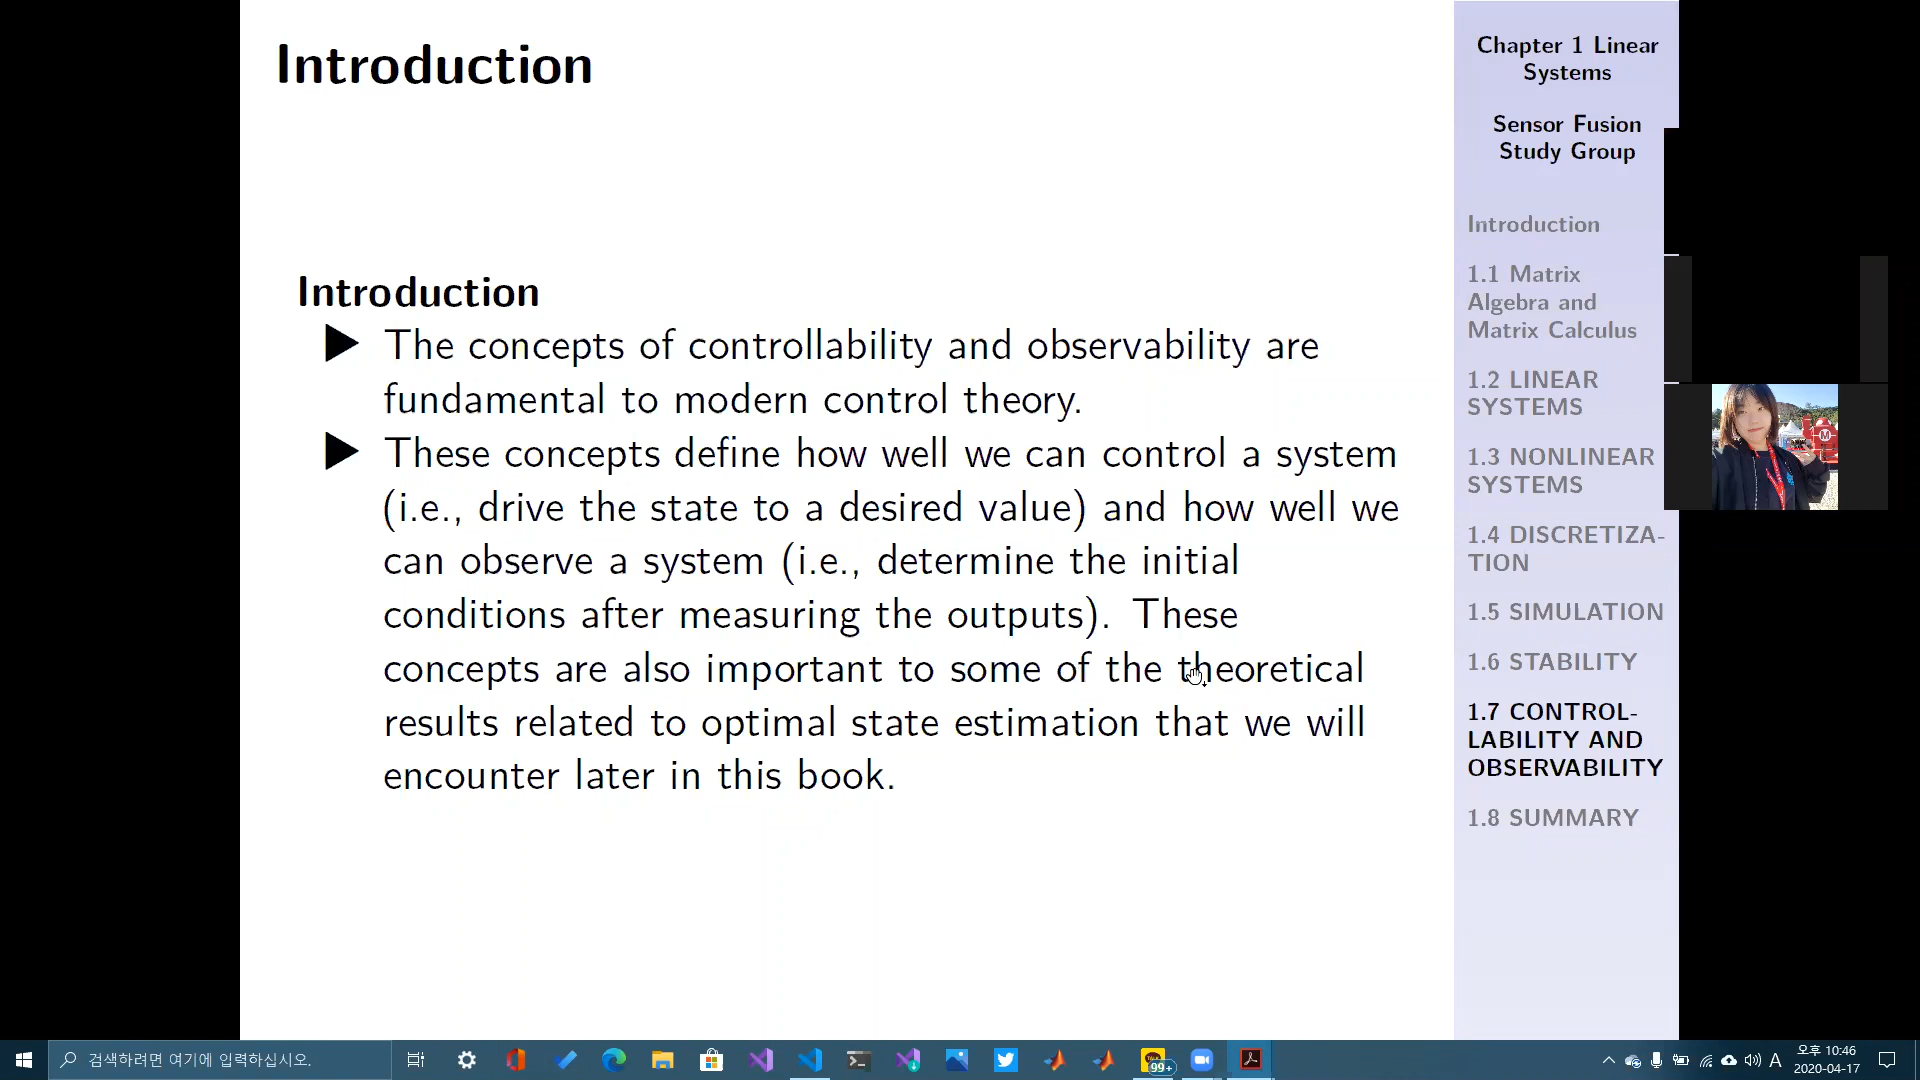 Introduction
Introduction
The concepts of controllability and observability are
fundamental to modern control theory.
These concepts define how well we can control a system
(i.e., drive the state to a desired value) and how well we
can observe a system (i.e., determine the initial
conditions after measuring the outputs). These
concepts are also important to some of the theoretical
results related to optimal state estimation that we will
encounter later in this book.
Chapter 1 Linear
Systems
Sensor Fusion
Study Group
Introduction
1.1 Matrix
Algebra and
Matrix Calculus
1.2 LINEAR
SYSTEMS
1.3 NONLINEAR
SYSTEMS
1.4 DISCRETIZA-
TION
1.5 SIMULATION
1.6 STABILITY
1.7 CONTROL-
LABILITY AND
OBSERVABILITY
1.8 SUMMARY
M
검색하려면 여기에 입력하십시오.
TALK
99+
A
오후 10:46
2020-04-17